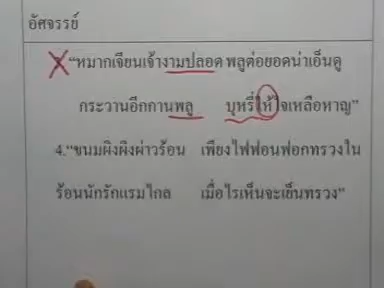 อัศจรรย์
“หมากเจียนเจ้างามปลอด พลูต่อยอดน่าเอ็นดู
กระวานอีกกานพลู บุหรี่ให้ใจเหลือหาญ”
4.“ขนมผิงผิงผ่าวร้อน เพียงไฟฟอนฟอกทรวงใน
ร้อนนักรักแรมไกล เมื่อไรเห็นจะเย็นทรวง”